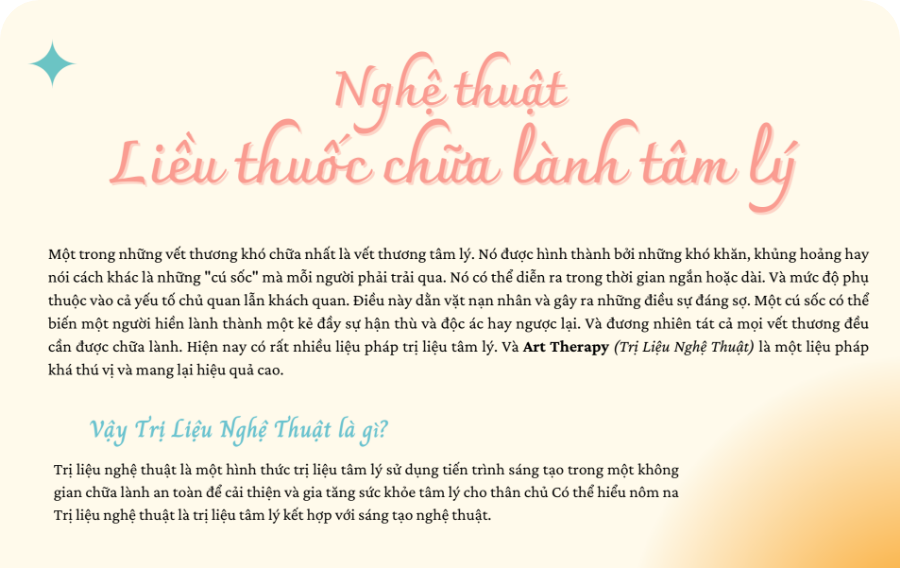 Nghệ thuật
Liều thuốc chữa lành tâm lý
Một trong những vết thương khó chữa nhất là vết thương tâm lý. Nó được hình thành bởi những khó khăn, khủng hoảng hay
nói cách khác là những "cú sốc" mà mỗi người phải trải qua. Nó có thể diễn ra trong thời gian ngắn hoặc dài. Và mức độ phụ
thuộc vào cả yếu tố chủ quan lẫn khách quan. Điều này dằn vặt nạn nhân và gây ra những điều sự đáng sợ. Một cú sốc có thể
biến một người hiền lành thành một kẻ đầy sự hận thù và độc ác hay ngược lại. Và đương nhiên tát cả mọi vết thương đều
cần được chữa lành. Hiện nay có rất nhiều liệu pháp trị liệu tâm lý. Và Art Therapy (Trị Liệu Nghệ Thuật) là một liệu pháp
khá thú vị và mang lại hiệu quả cao.
Vậy Trị Liệu Nghệ Thuật là gì?
Trị liệu nghệ thuật là một hình thức trị liệu tâm lý sử dụng tiến trình sáng tạo trong một không
gian chữa lành an toàn để cải thiện và gia tăng sức khỏe tâm lý cho thân chủ Có thể hiểu nôm na
Trị liệu nghệ thuật là trị liệu tâm lý kết hợp với sáng tạo nghệ thuật.